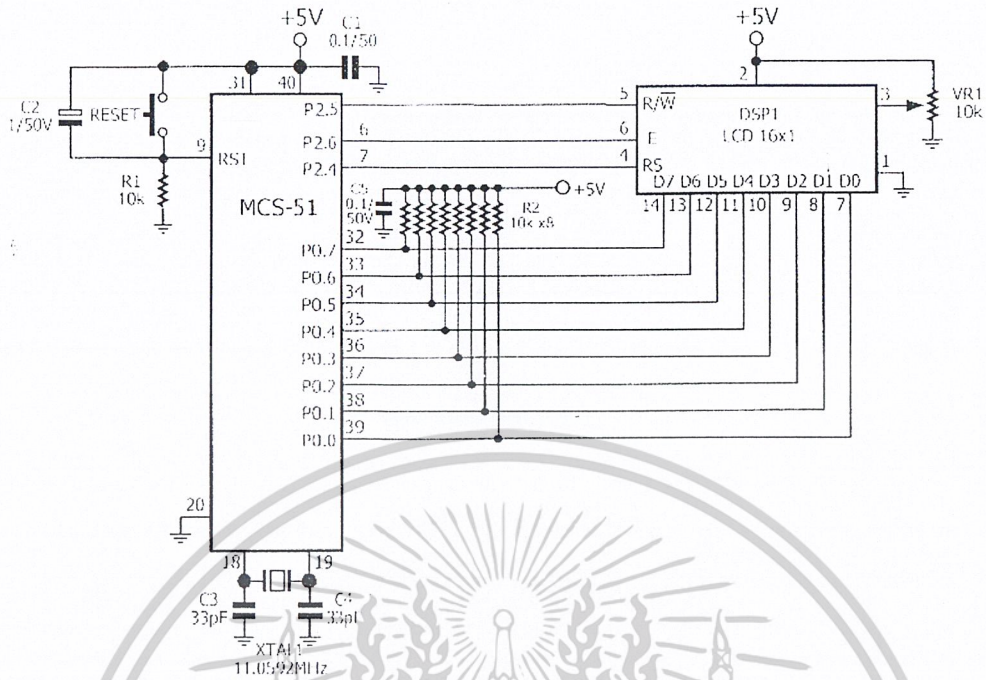 +5V
C1
0.1/50
+5V
31
40
2
C2
1/50V
RESET
9
RST
R1
10k
MCS-51
P2.5
P2.6
6
P2.4
7
5
R/W̅
6
E
4
RS
DSP1
LCD 16x1
3
VR1
10k
1
D7 D6 D5 D4 D3 D2 D1 D0
14 13 12 11 10 9 8 7
C5
0.1/
50V
+5V
R2
10k x8
P0.7
32
P0.6
33
P0.5
34
P0.4
35
P0.3
36
P0.2
37
P0.1
38
P0.0
39
20
18
19
C3
33pF
C4
33pF
XTAL1
11.0592MHz